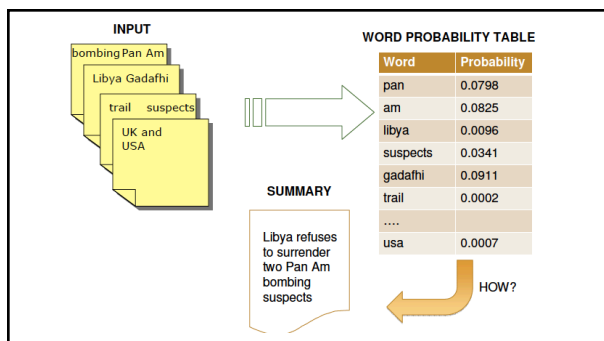 INPUT
bombing Pan Am
Libya Gadafhi
trail suspects
UK and
USA
WORD PROBABILITY TABLE
Word Probability
pan 0.0798
am 0.0825
libya 0.0096
suspects 0.0341
gadafhi 0.0911
trail 0.0002
....
usa 0.0007
SUMMARY
Libya refuses
to surrender
two Pan Am
bombing
suspects
HOW?